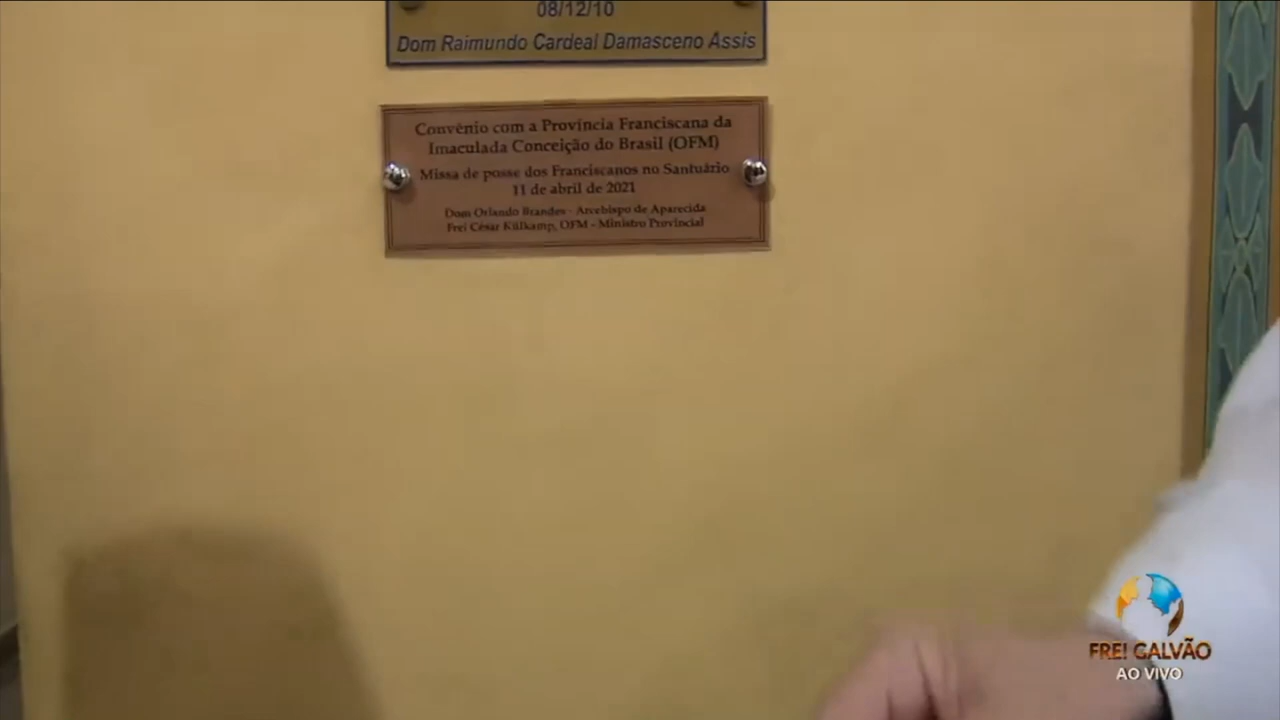 08/12/10
Dom Raimundo Cardeal Damasceno Assis
Convênio com a Província Franciscana da
Imaculada Conceição do Brasil (OFM)
Missa de posse dos Franciscanos no Santuário
11 de abril de 2021
Dom Orlando Brandes - Arcebispo de Aparecida
Frei César Külkamp, OFM - Ministro Provincial
FREI GALVÃO
AO VIVO